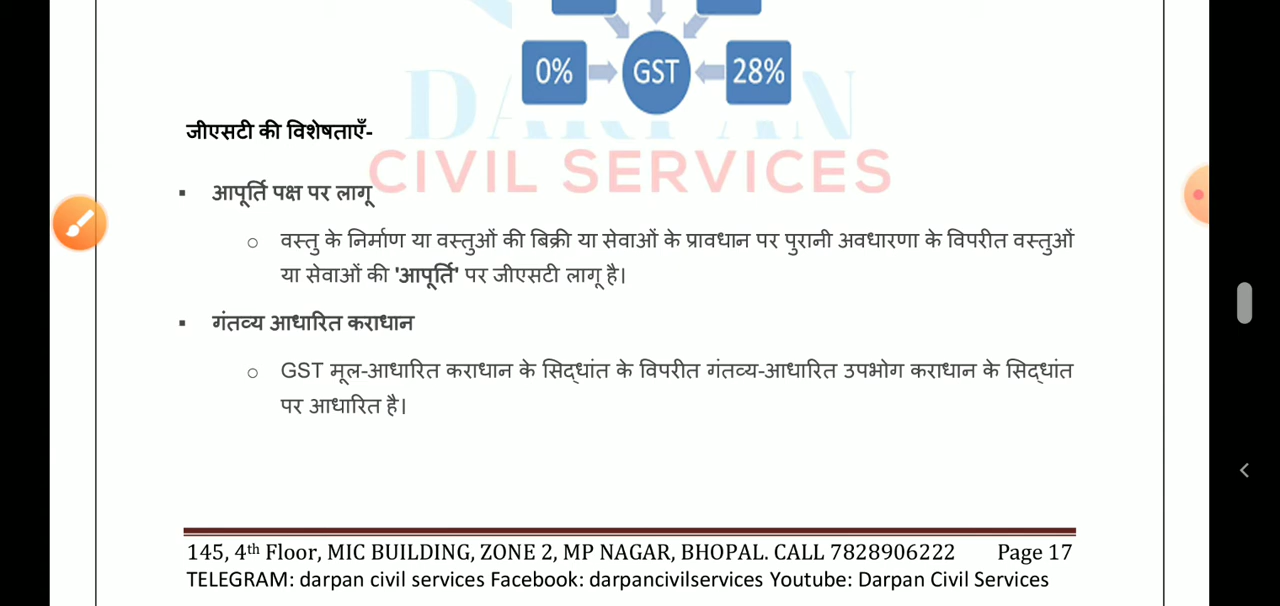 0%
GST
28%
DARPAN
CIVIL SERVICES
जीएसटी की विशेषताएँ-
▪ आपूर्ति पक्ष पर लागू
○ वस्तु के निर्माण या वस्तुओं की बिक्री या सेवाओं के प्रावधान पर पुरानी अवधारणा के विपरीत वस्तुओं
या सेवाओं की 'आपूर्ति' पर जीएसटी लागू है।
▪ गंतव्य आधारित कराधान
○ GST मूल-आधारित कराधान के सिद्धांत के विपरीत गंतव्य-आधारित उपभोग कराधान के सिद्धांत
पर आधारित है।
145, 4th Floor, MIC BUILDING, ZONE 2, MP NAGAR, BHOPAL. CALL 7828906222 Page 17
TELEGRAM: darpan civil services Facebook: darpancivilservices Youtube: Darpan Civil Services